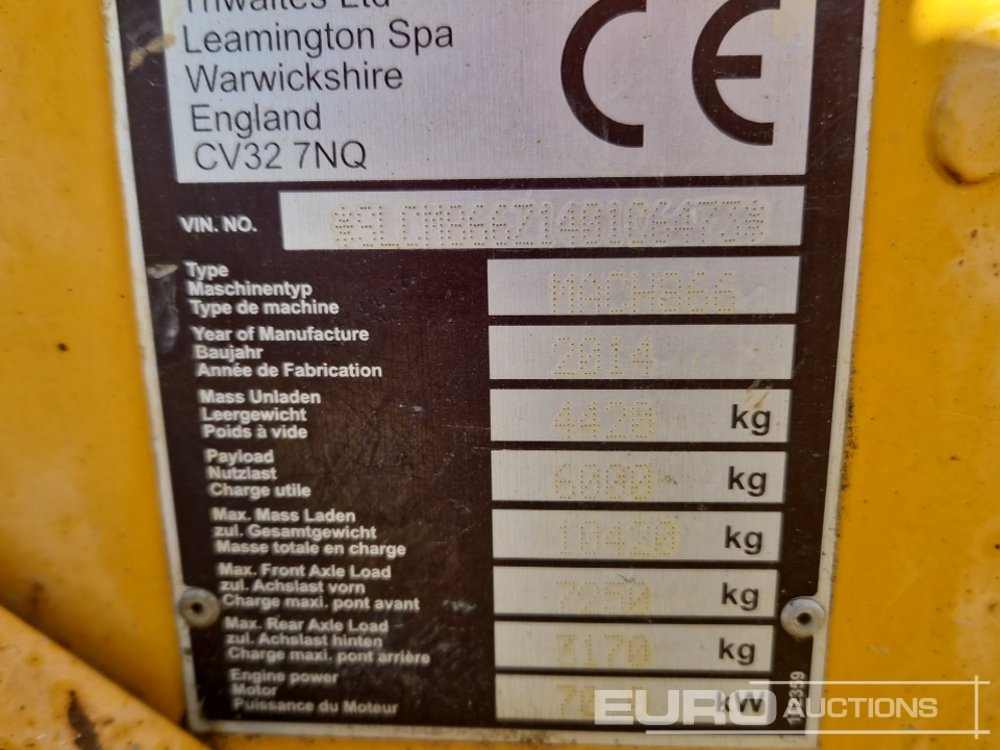 Thwaites Ltd
Leamington Spa
Warwickshire
England
CV32 7NQ
CE
VIN. NO.
Type
Maschinentyp
Type de machine
MACH866
Year of Manufacture
Baujahr
Année de Fabrication
2014
Mass Unladen
Leergewicht
Poids à vide
4420 kg
Payload
Nutzlast
Charge utile
6000 kg
Max. Mass Laden
zul. Gesamtgewicht
Masse totale en charge
10420 kg
Max. Front Axle Load
zul. Achslast vorn
Charge maxi. pont avant
7250 kg
Max. Rear Axle Load
zul. Achslast hinten
Charge maxi. pont arrière
3170 kg
Engine power
Motor
Puissance du Moteur
kW
EURO AUCTIONS